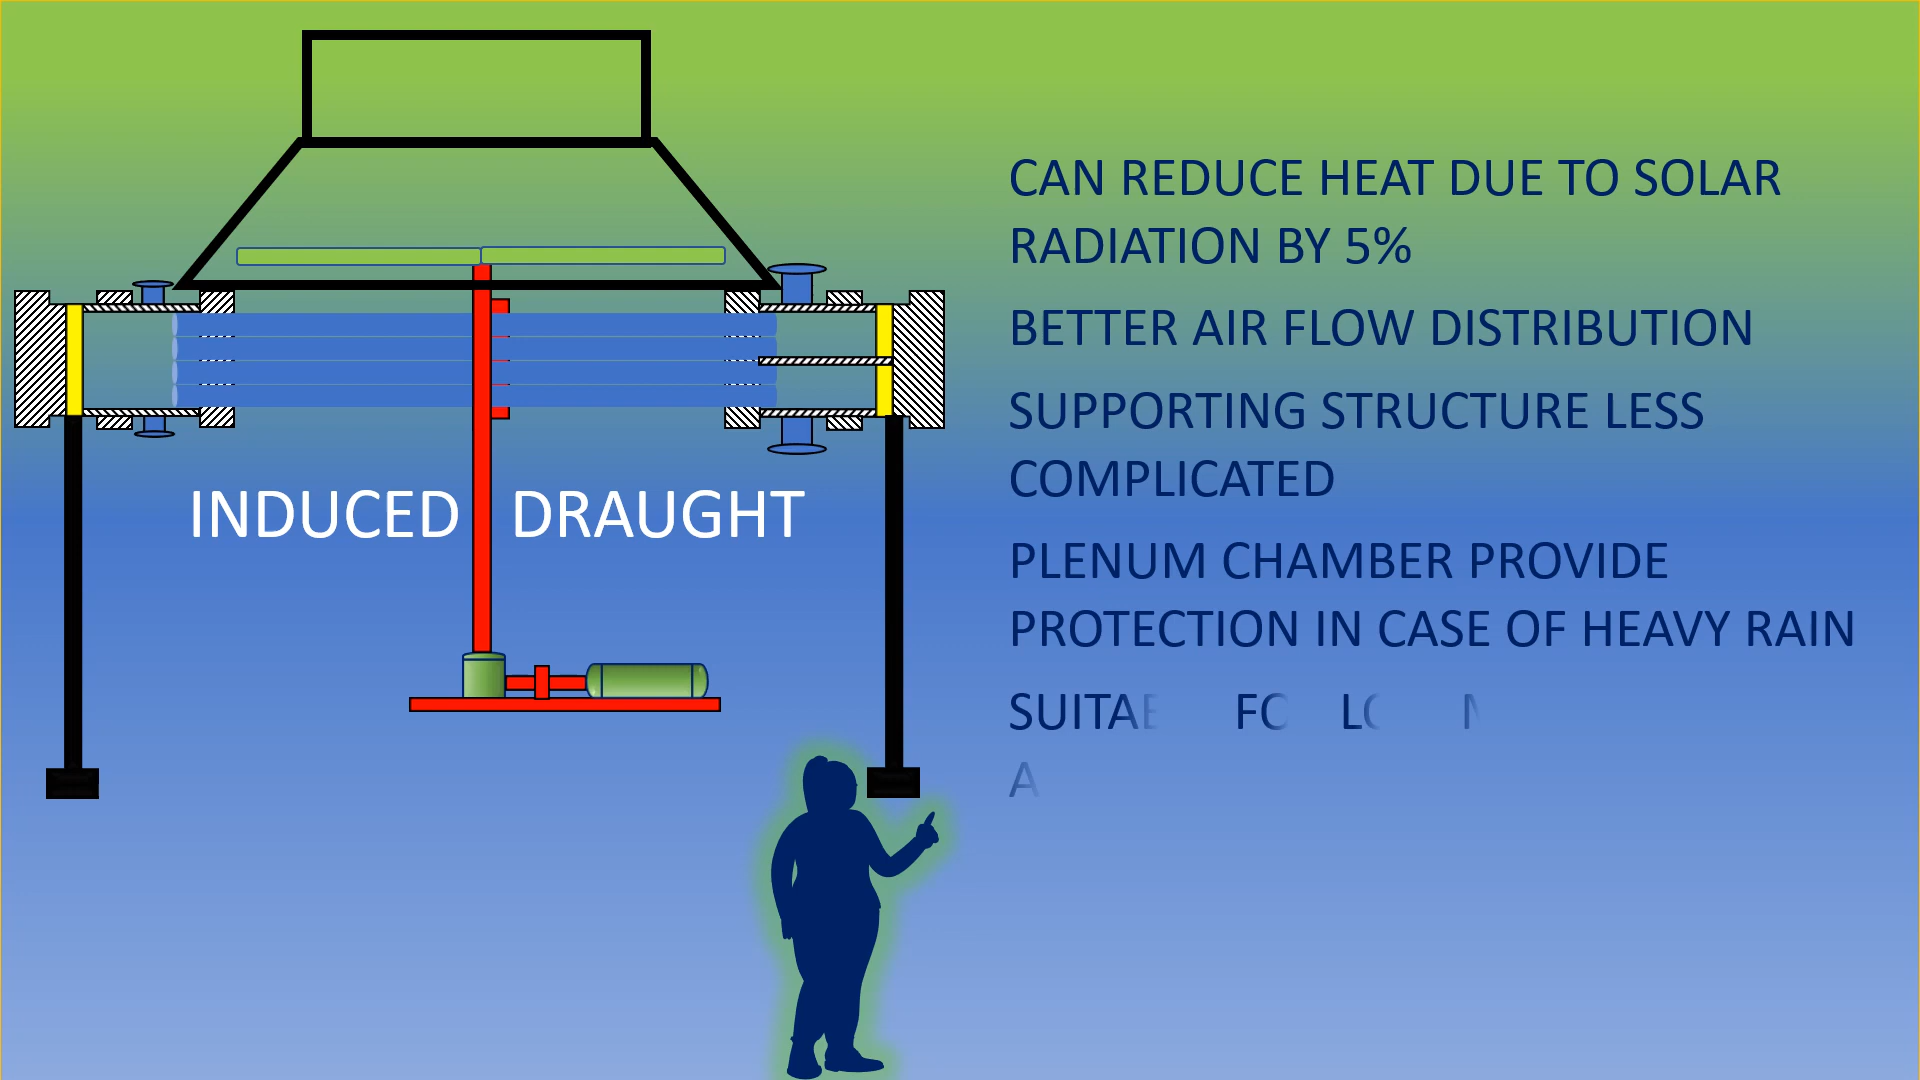 INDUCED DRAUGHT
CAN REDUCE HEAT DUE TO SOLAR
RADIATION BY 5%
BETTER AIR FLOW DISTRIBUTION
SUPPORTING STRUCTURE LESS
COMPLICATED
PLENUM CHAMBER PROVIDE
PROTECTION IN CASE OF HEAVY RAIN